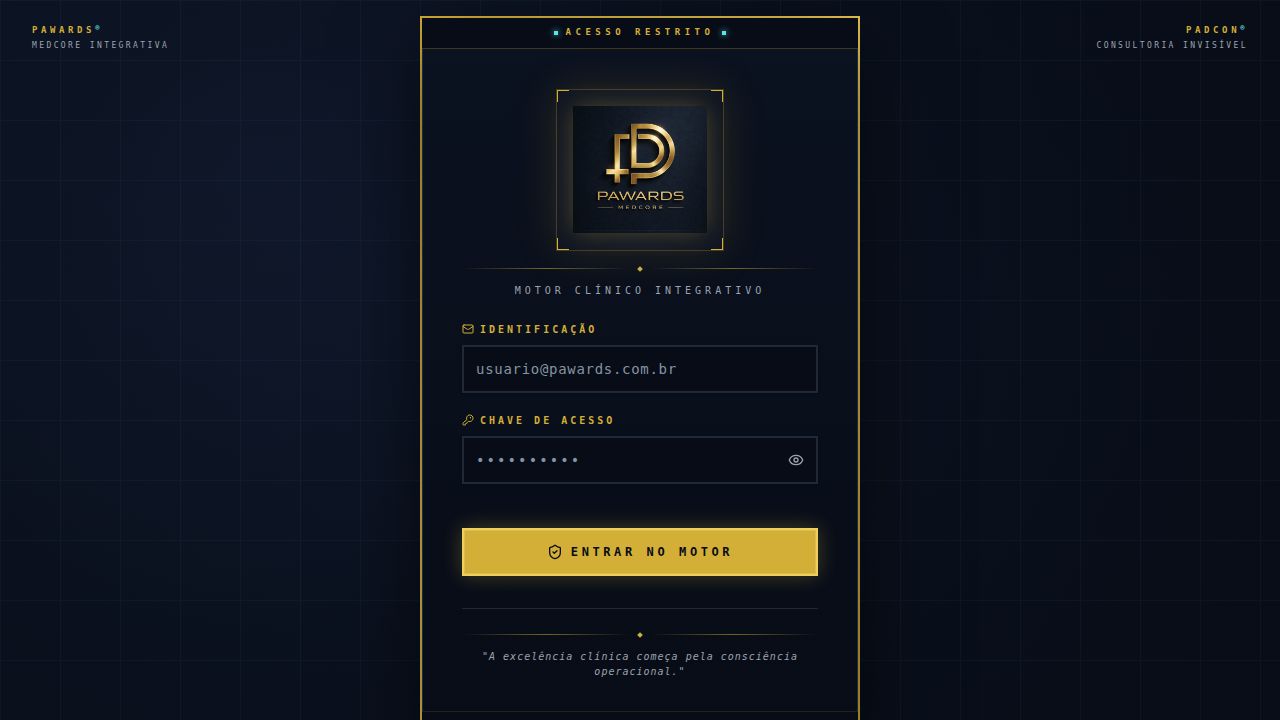 PAWARDS®
MEDCORE INTEGRATIVA
PADCON®
CONSULTORIA INVISÍVEL
ACESSO RESTRITO
PAWARDS
MEDCORE
MOTOR CLÍNICO INTEGRATIVO
IDENTIFICAÇÃO
usuario@pawards.com.br
CHAVE DE ACESSO
••••••••••
ENTRAR NO MOTOR
"A excelência clínica começa pela consciência
operacional."